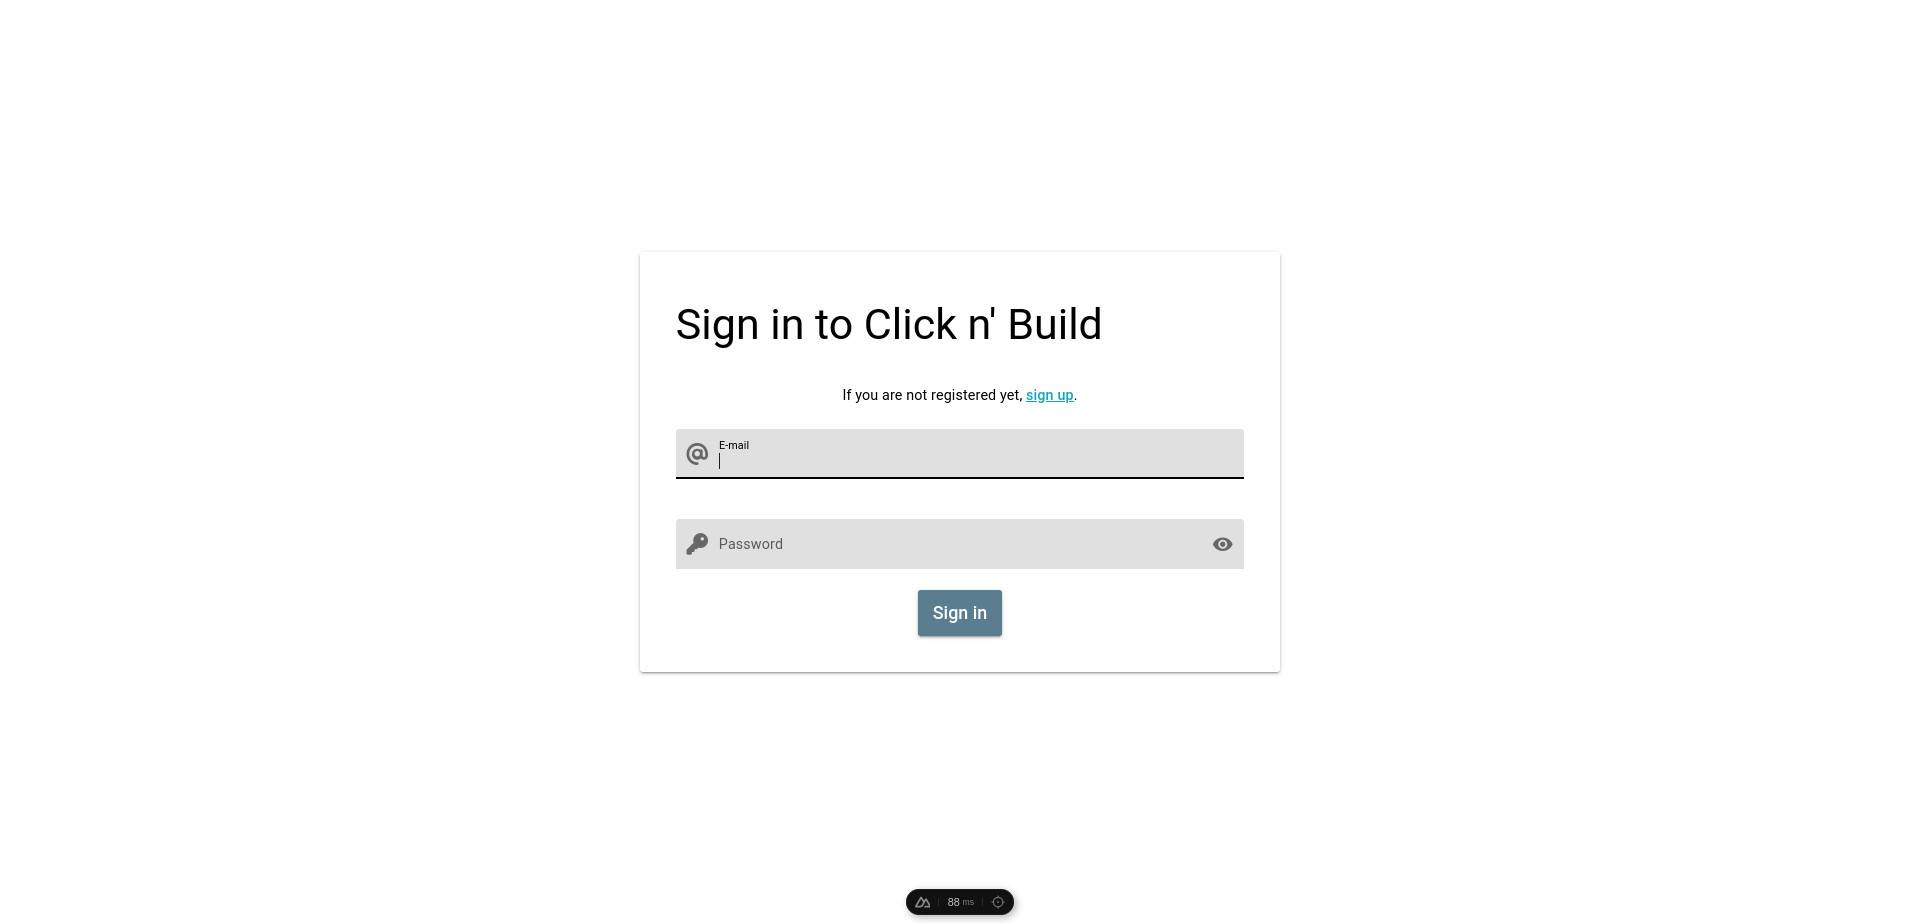 Sign in to Click n' Build
If you are not registered yet, sign up.
E-mail
Password
Sign in
88 ms